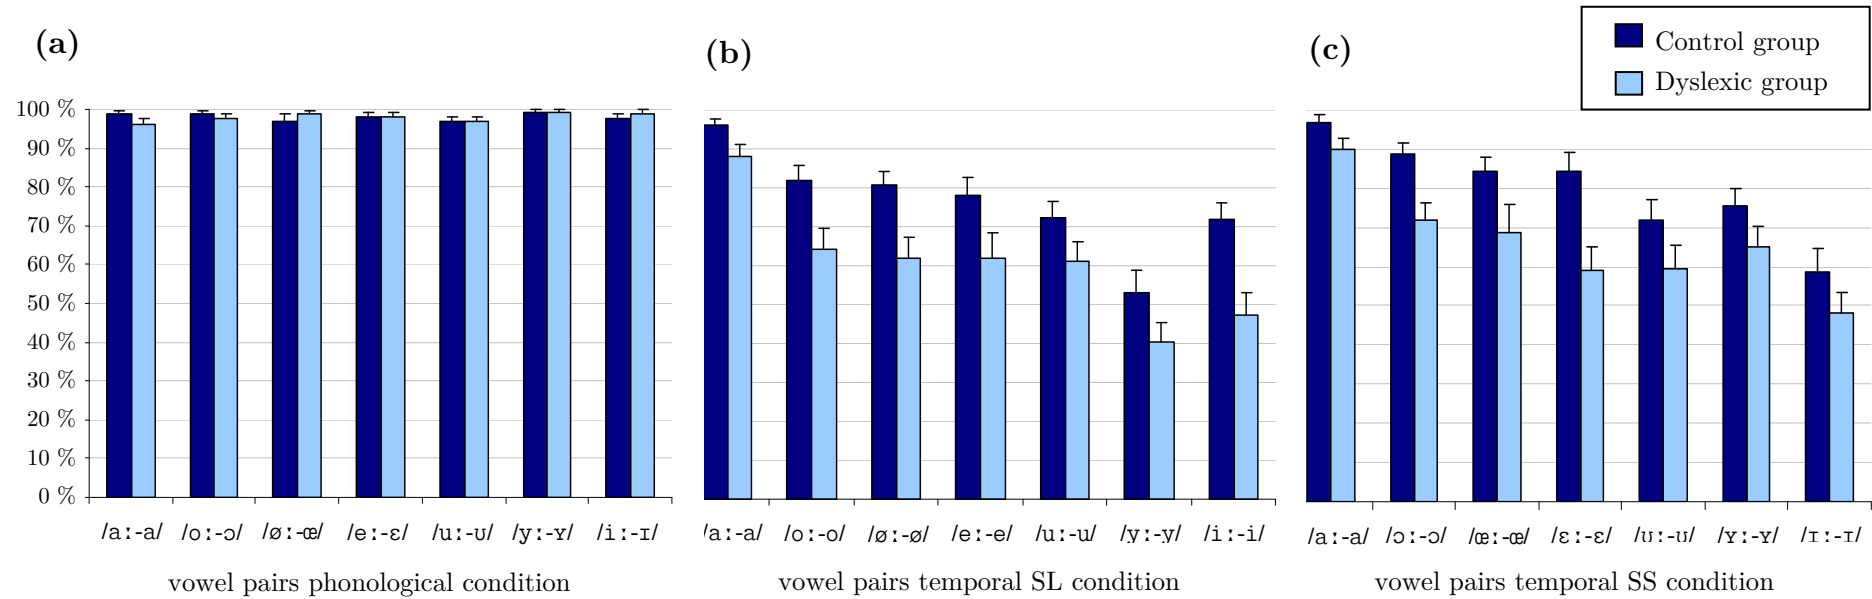 (a)
(b)
(c)
Control group
Dyslexic group
100 %
90 %
80 %
70 %
60 %
50 %
40 %
30 %
20 %
10 %
0 %
/aː-a/ /oː-ɔ/ /øː-œ/ /eː-ɛ/ /uː-ʊ/ /yː-ʏ/ /iː-ɪ/
vowel pairs phonological condition
/aː-a/ /oː-o/ /øː-ø/ /eː-e/ /uː-u/ /yː-y/ /iː-i/
vowel pairs temporal SL condition
/aː-a/ /ɔː-ɔ/ /œː-œ/ /ɛː-ɛ/ /ʊː-ʊ/ /ʏː-ʏ/ /ɪː-ɪ/
vowel pairs temporal SS condition